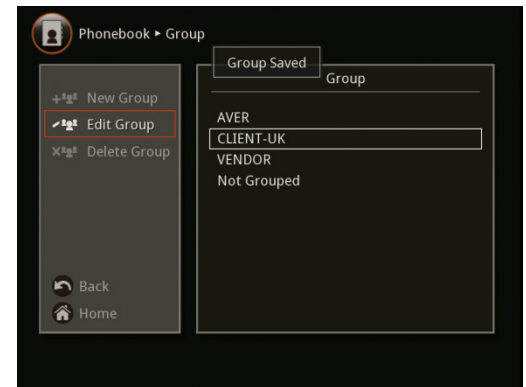 Phonebook ▸ Group
Group Saved
Group
New Group
Edit Group
Delete Group
Back
Home
AVER
CLIENT-UK
VENDOR
Not Grouped